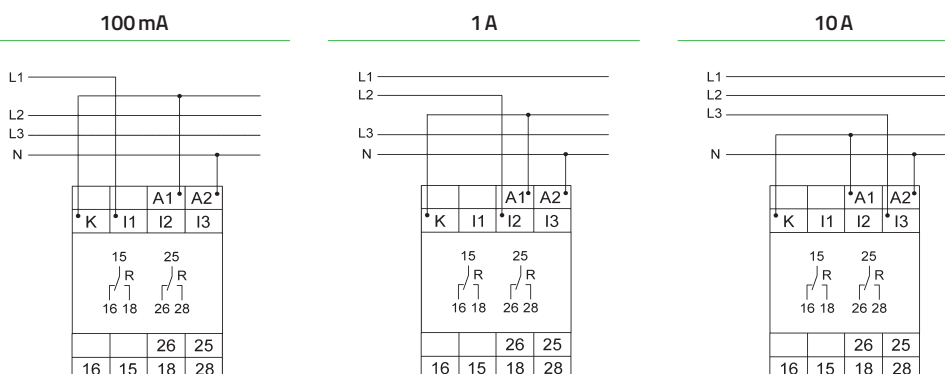 100 mA
L1
L2
L3
N
A1 A2
K I1 I2 I3
15 25
R R
16 18 26 28
26 25
16 15 18 28
1 A
L1
L2
L3
N
A1 A2
K I1 I2 I3
15 25
R R
16 18 26 28
26 25
16 15 18 28
10 A
L1
L2
L3
N
A1 A2
K I1 I2 I3
15 25
R R
16 18 26 28
26 25
16 15 18 28